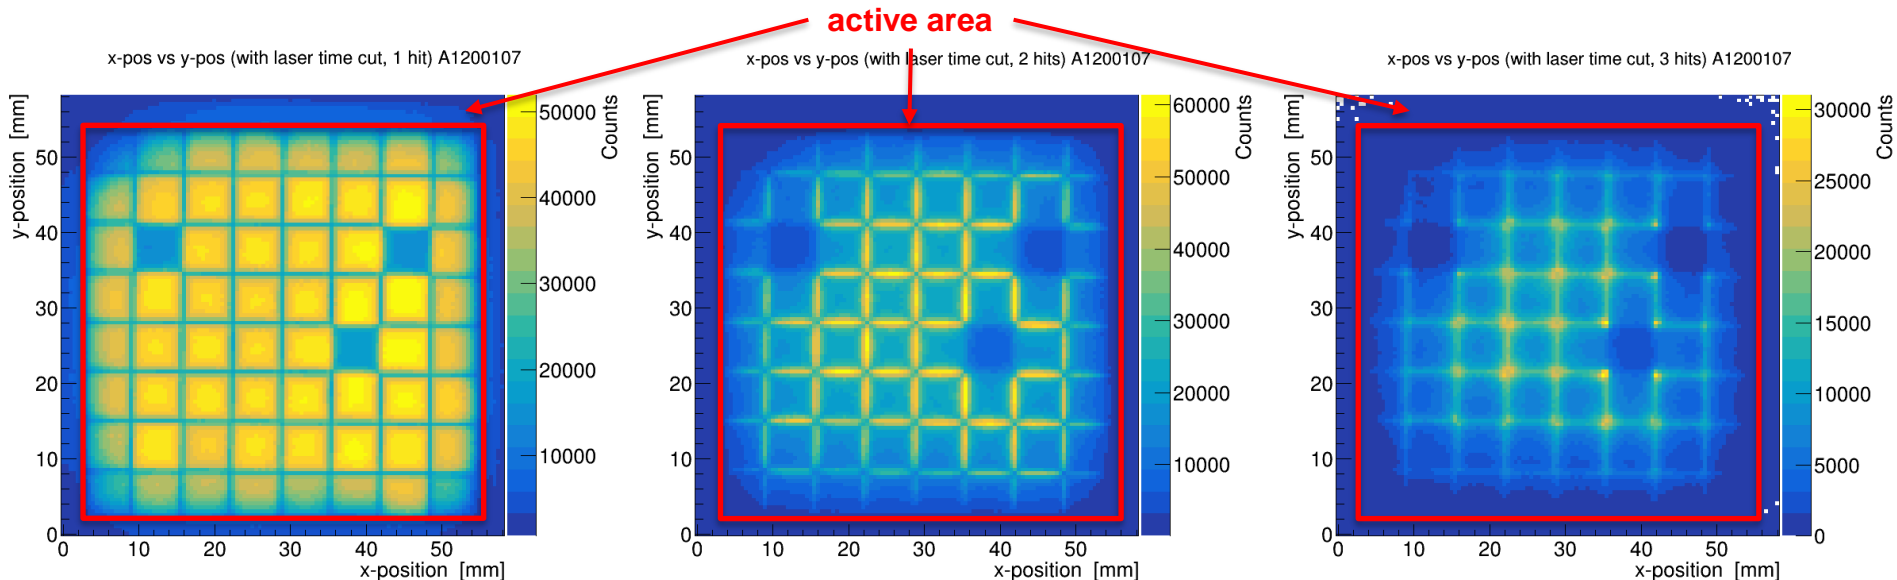 active area
x-pos vs y-pos (with laser time cut, 1 hit) A1200107
y-position [mm]
50
40
30
20
10
0
0 10 20 30 40 50
x-position [mm]
50000
40000
30000
20000
10000
Counts
x-pos vs y-pos (with laser time cut, 2 hits) A1200107
y-position [mm]
50
40
30
20
10
0
0 10 20 30 40 50
x-position [mm]
60000
50000
40000
30000
20000
10000
Counts
x-pos vs y-pos (with laser time cut, 3 hits) A1200107
y-position [mm]
50
40
30
20
10
0
0 10 20 30 40 50
x-position [mm]
30000
25000
20000
15000
10000
5000
0
Counts